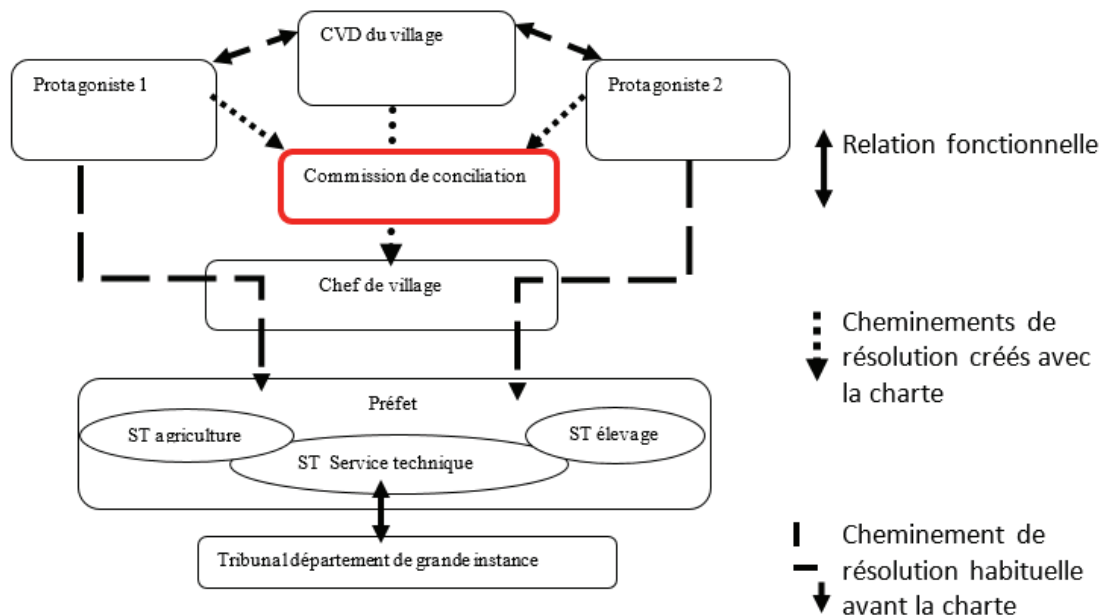 CVD du village
Protagoniste 1
Protagoniste 2
Commission de conciliation
Chef de village
Préfet
ST agriculture
ST élevage
ST Service technique
Tribunal département de grande instance
Relation fonctionnelle
Cheminements de
résolution créés avec
la charte
Cheminement de
résolution habituelle
avant la charte